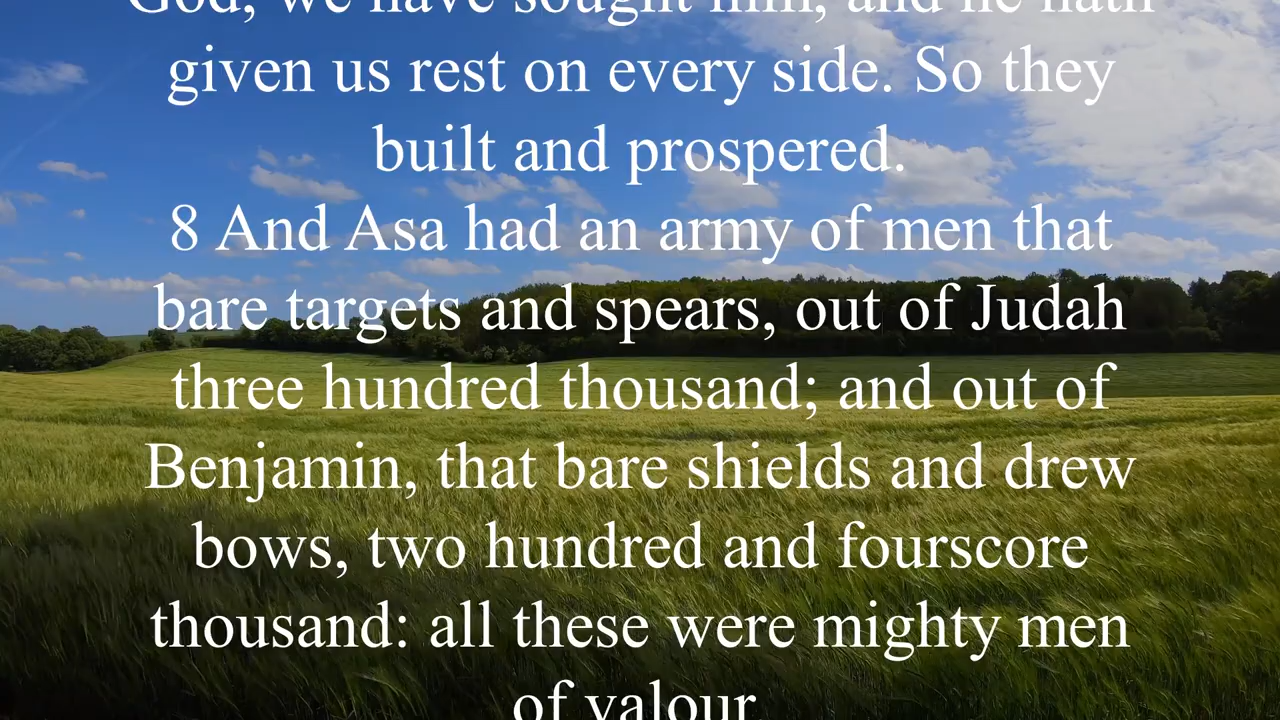 God, we have sought him, and he hath
given us rest on every side. So they
built and prospered.
8 And Asa had an army of men that
bare targets and spears, out of Judah
three hundred thousand; and out of
Benjamin, that bare shields and drew
bows, two hundred and fourscore
thousand: all these were mighty men
of valour.